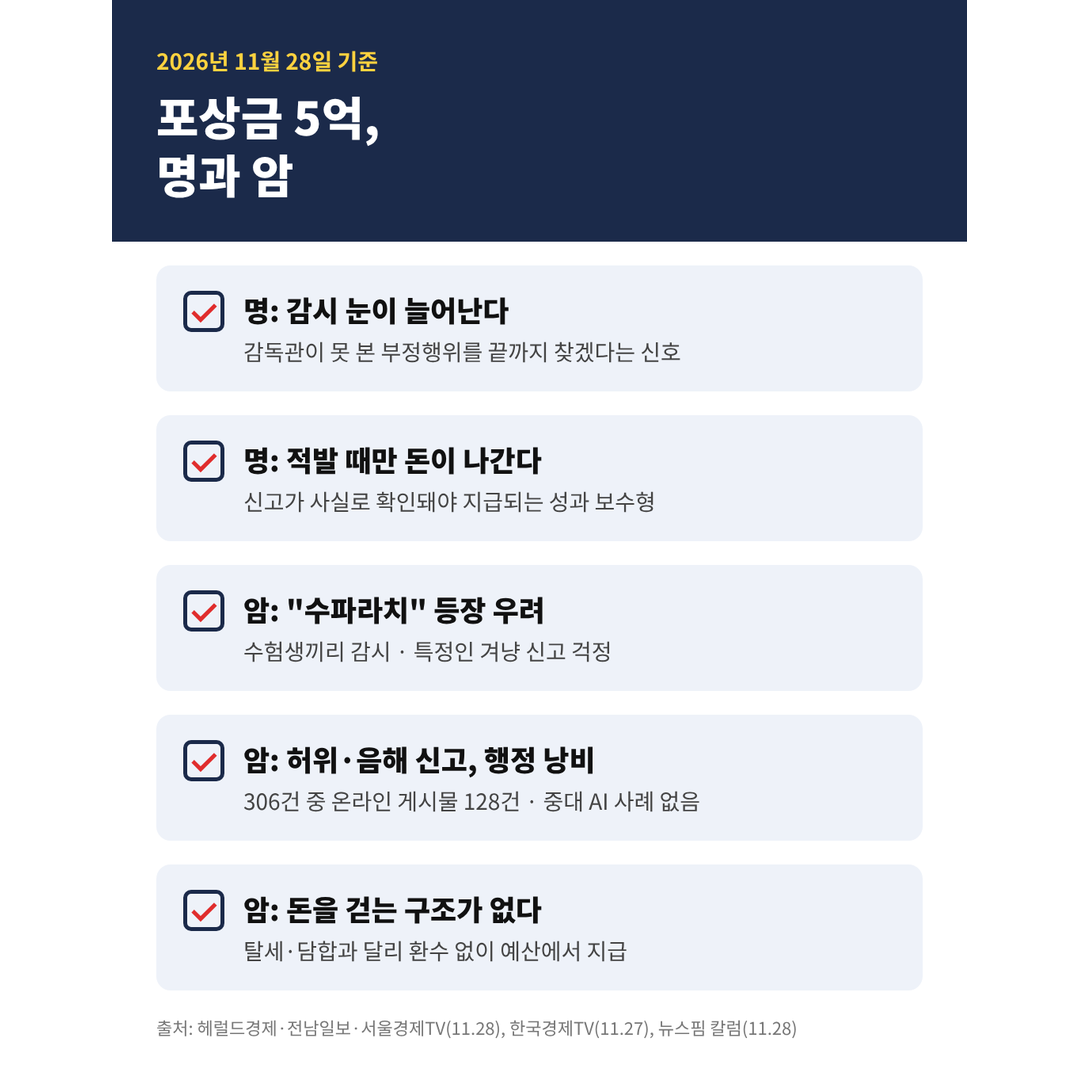 2026년 11월 28일 기준
포상금 5억,
명과 암
명: 감시 눈이 늘어난다
감독관이 못 본 부정행위를 끝까지 찾겠다는 신호
명: 적발 때만 돈이 나간다
신고가 사실로 확인돼야 지급되는 성과 보수형
암: "수파라치" 등장 우려
수험생끼리 감시 · 특정인 겨냥 신고 걱정
암: 허위·음해 신고, 행정 낭비
306건 중 온라인 게시물 128건 · 중대 AI 사례 없음
암: 돈을 걷는 구조가 없다
탈세·담합과 달리 환수 없이 예산에서 지급
출처: 헤럴드경제·전남일보·서울경제TV(11.28), 한국경제TV(11.27), 뉴스핌 칼럼(11.28)